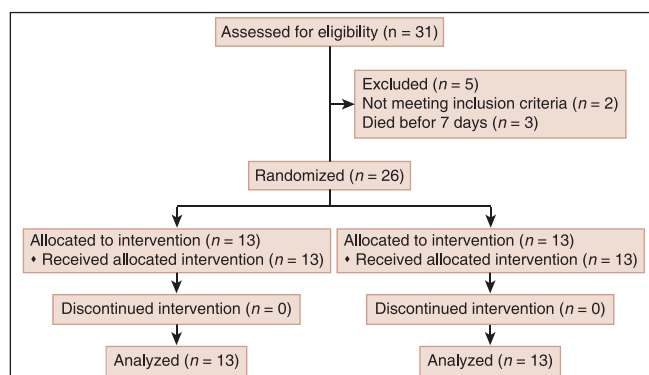 Assessed for eligibility (n = 31)
Excluded (n = 5)
Not meeting inclusion criteria (n = 2)
Died befor 7 days (n = 3)
Randomized (n = 26)
Allocated to intervention (n = 13)
♦ Received allocated intervention (n = 13)
Allocated to intervention (n = 13)
♦ Received allocated intervention (n = 13)
Discontinued intervention (n = 0)
Discontinued intervention (n = 0)
Analyzed (n = 13)
Analyzed (n = 13)